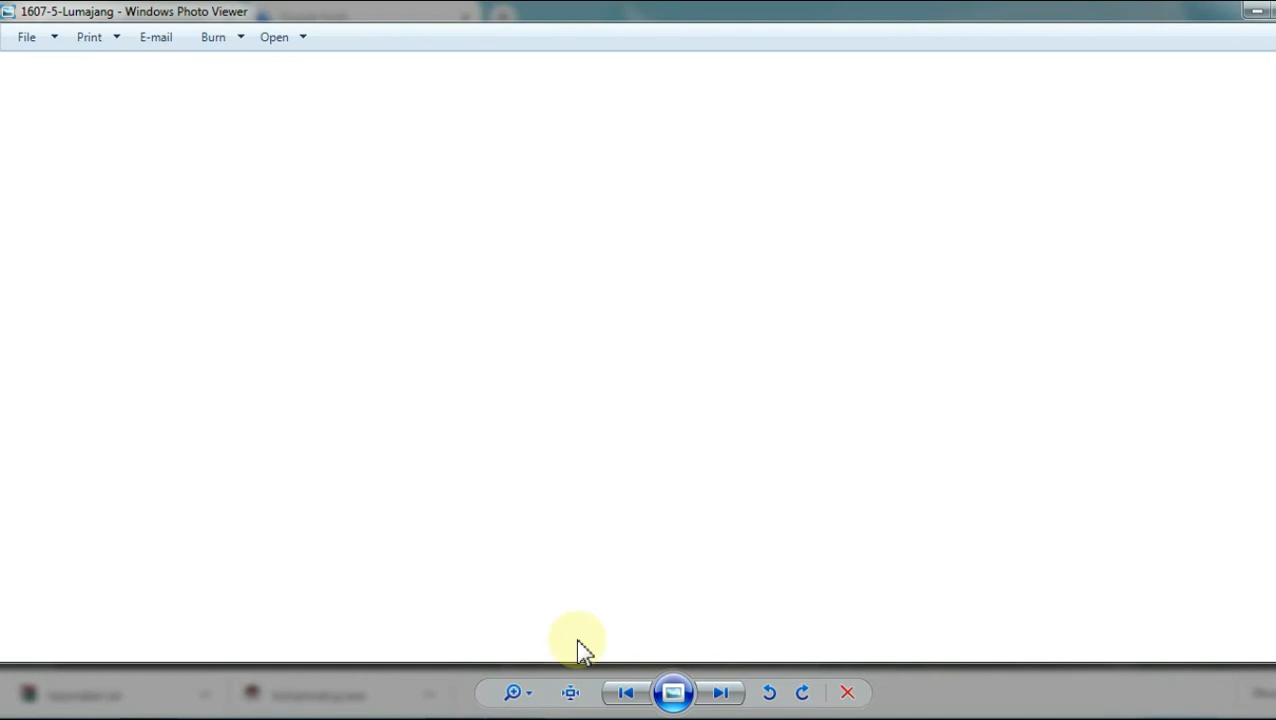 1607-5-Lumajang - Windows Photo Viewer
File Print E-mail Burn Open